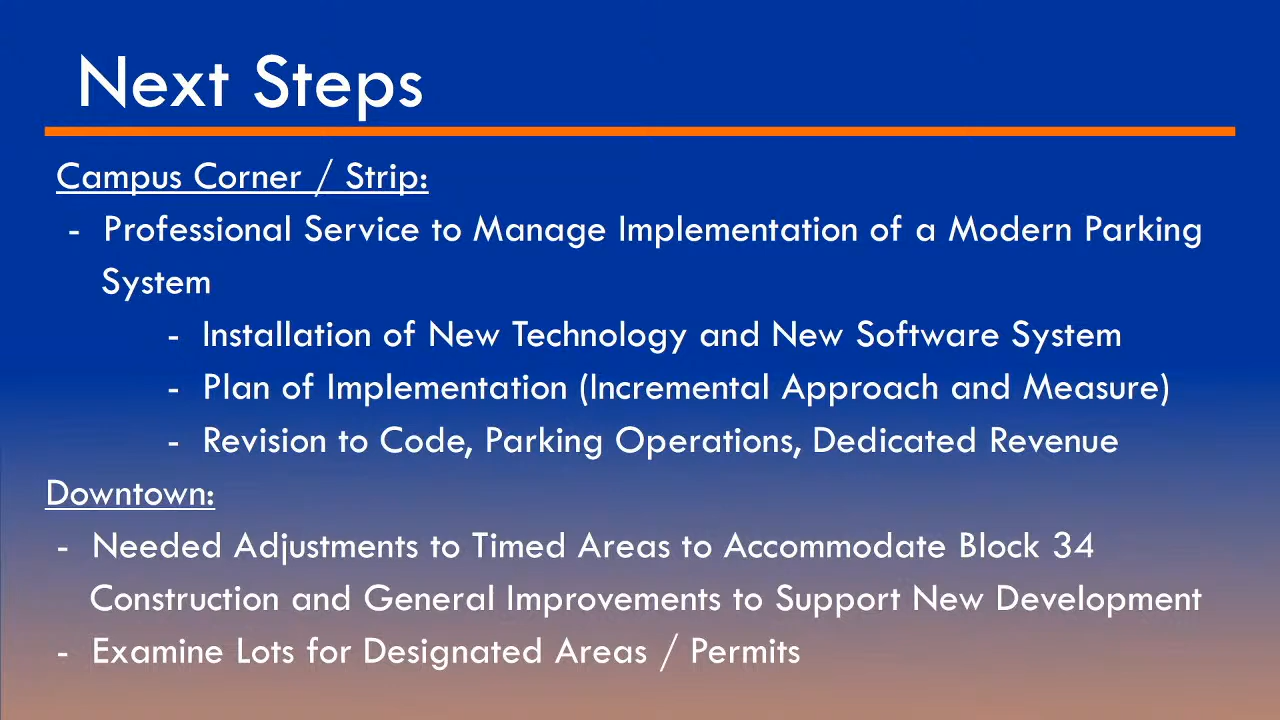 Next Steps
Campus Corner / Strip:
- Professional Service to Manage Implementation of a Modern Parking
System
- Installation of New Technology and New Software System
- Plan of Implementation (Incremental Approach and Measure)
- Revision to Code, Parking Operations, Dedicated Revenue
Downtown:
- Needed Adjustments to Timed Areas to Accommodate Block 34
Construction and General Improvements to Support New Development
- Examine Lots for Designated Areas / Permits